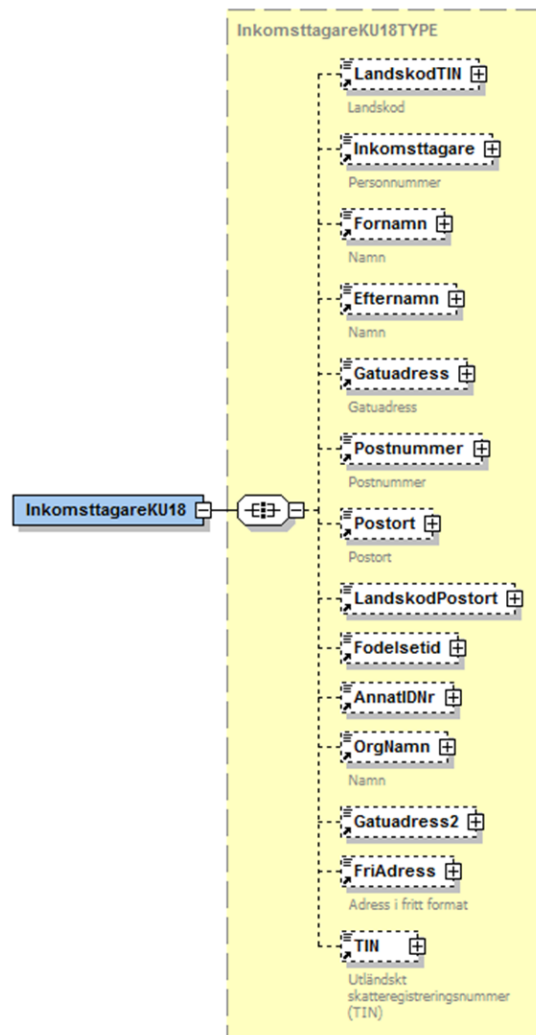 InkomsttagareKU18TYPE
LandskodTIN
Landskod
Inkomsttagare
Personnummer
Fornamn
Namn
Efternamn
Namn
Gatuadress
Gatuadress
Postnummer
Postnummer
InkomsttagareKU18
Postort
Postort
LandskodPostort
Fodelsetid
AnnatIDNr
OrgNamn
Namn
Gatuadress2
FriAdress
Adress i fritt format
TIN
Utländskt
skatteregistreringsnummer
(TIN)